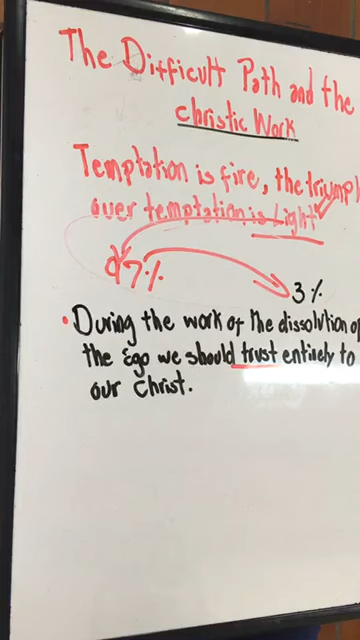 The Difficult Path and the
Christic Work
Temptation is fire, the triumph
over temptation is Light
97%
3%
• During the work of the dissolution of
the Ego we should trust entirely to
our Christ.